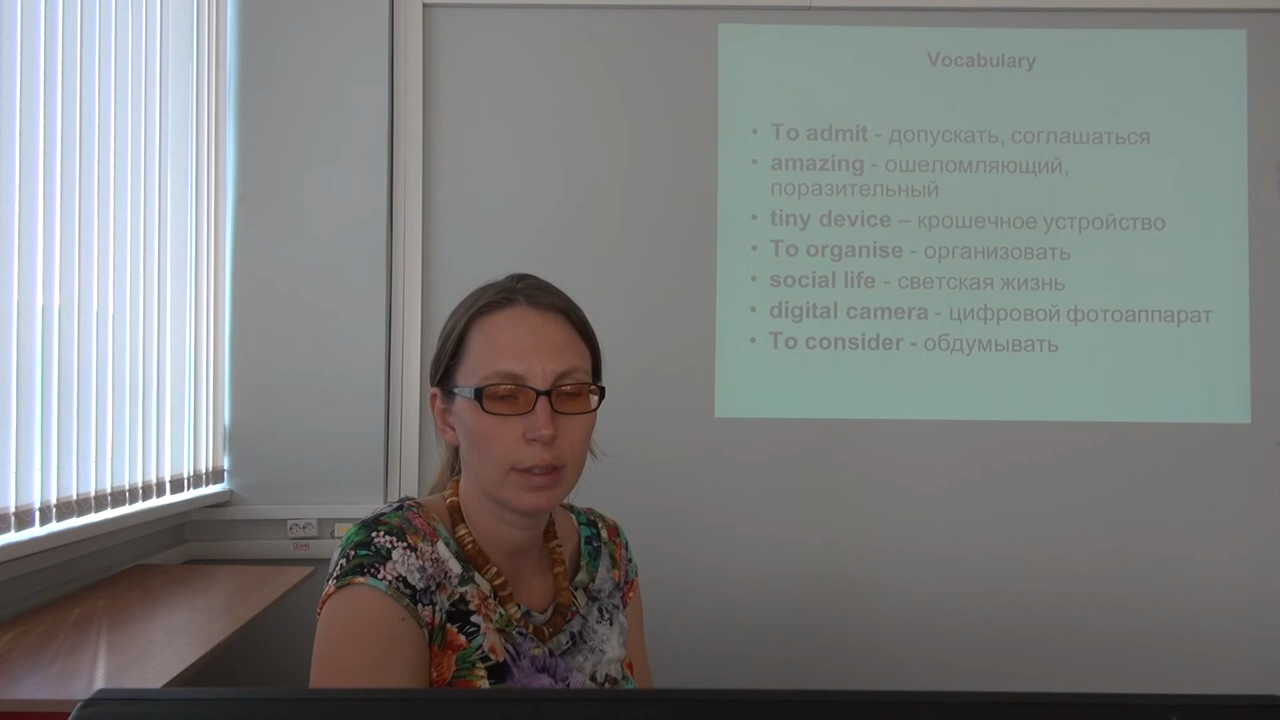 Vocabulary
• To admit - допускать, соглашаться
• amazing - ошеломляющий,
поразительный
• tiny device – крошечное устройство
• To organise - организовать
• social life - светская жизнь
• digital camera - цифровой фотоаппарат
• To consider - обдумывать